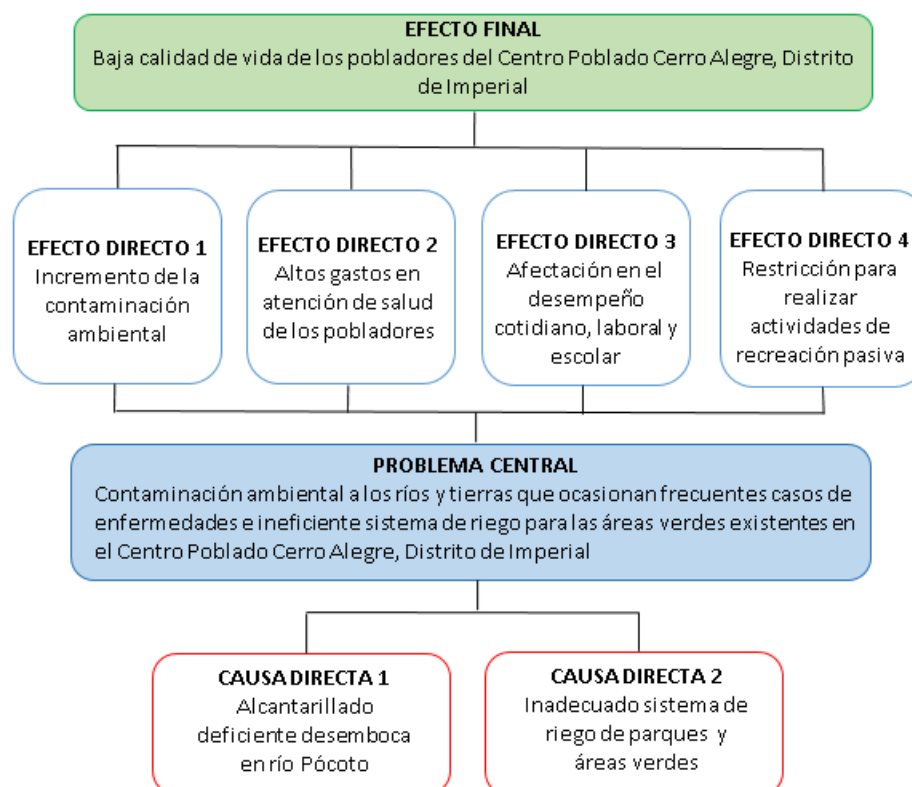 EFECTO FINAL
Baja calidad de vida de los pobladores del Centro Poblado Cerro Alegre, Distrito
de Imperial
EFECTO DIRECTO 1
Incremento de la
contaminación
ambiental
EFECTO DIRECTO 2
Altos gastos en
atención de salud
de los pobladores
EFECTO DIRECTO 3
Afectación en el
desempeño
cotidiano, laboral y
escolar
EFECTO DIRECTO 4
Restricción para
realizar
actividades de
recreación pasiva
PROBLEMA CENTRAL
Contaminación ambiental a los ríos y tierras que ocasionan frecuentes casos de
enfermedades e ineficiente sistema de riego para las áreas verdes existentes en
el Centro Poblado Cerro Alegre, Distrito de Imperial
CAUSA DIRECTA 1
Alcantarillado
deficiente desemboca
en río Pócoto
CAUSA DIRECTA 2
Inadecuado sistema de
riego de parques y
áreas verdes